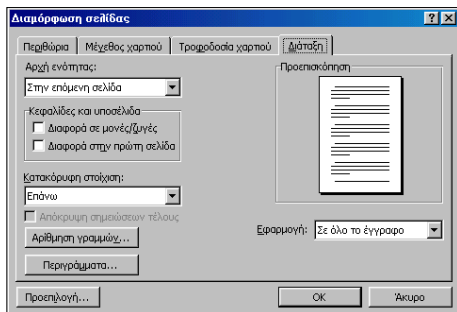 Διαμόρφωση σελίδας
Περιθώρια Μέγεθος χαρτιού Τροφοδοσία χαρτιού Διάταξη
Αρχή ενότητας:
Στην επόμενη σελίδα
Κεφαλίδες και υποσέλιδα
Διαφορά σε μονές/ζυγές
Διαφορά στην πρώτη σελίδα
Κατακόρυφη στοίχιση:
Επάνω
Απόκρυψη σημειώσεων τέλους
Αρίθμηση γραμμών...
Περιγράμματα...
Προεπισκόπηση
Εφαρμογή: Σε όλο το έγγραφο
Προεπιλογή... OK Άκυρο